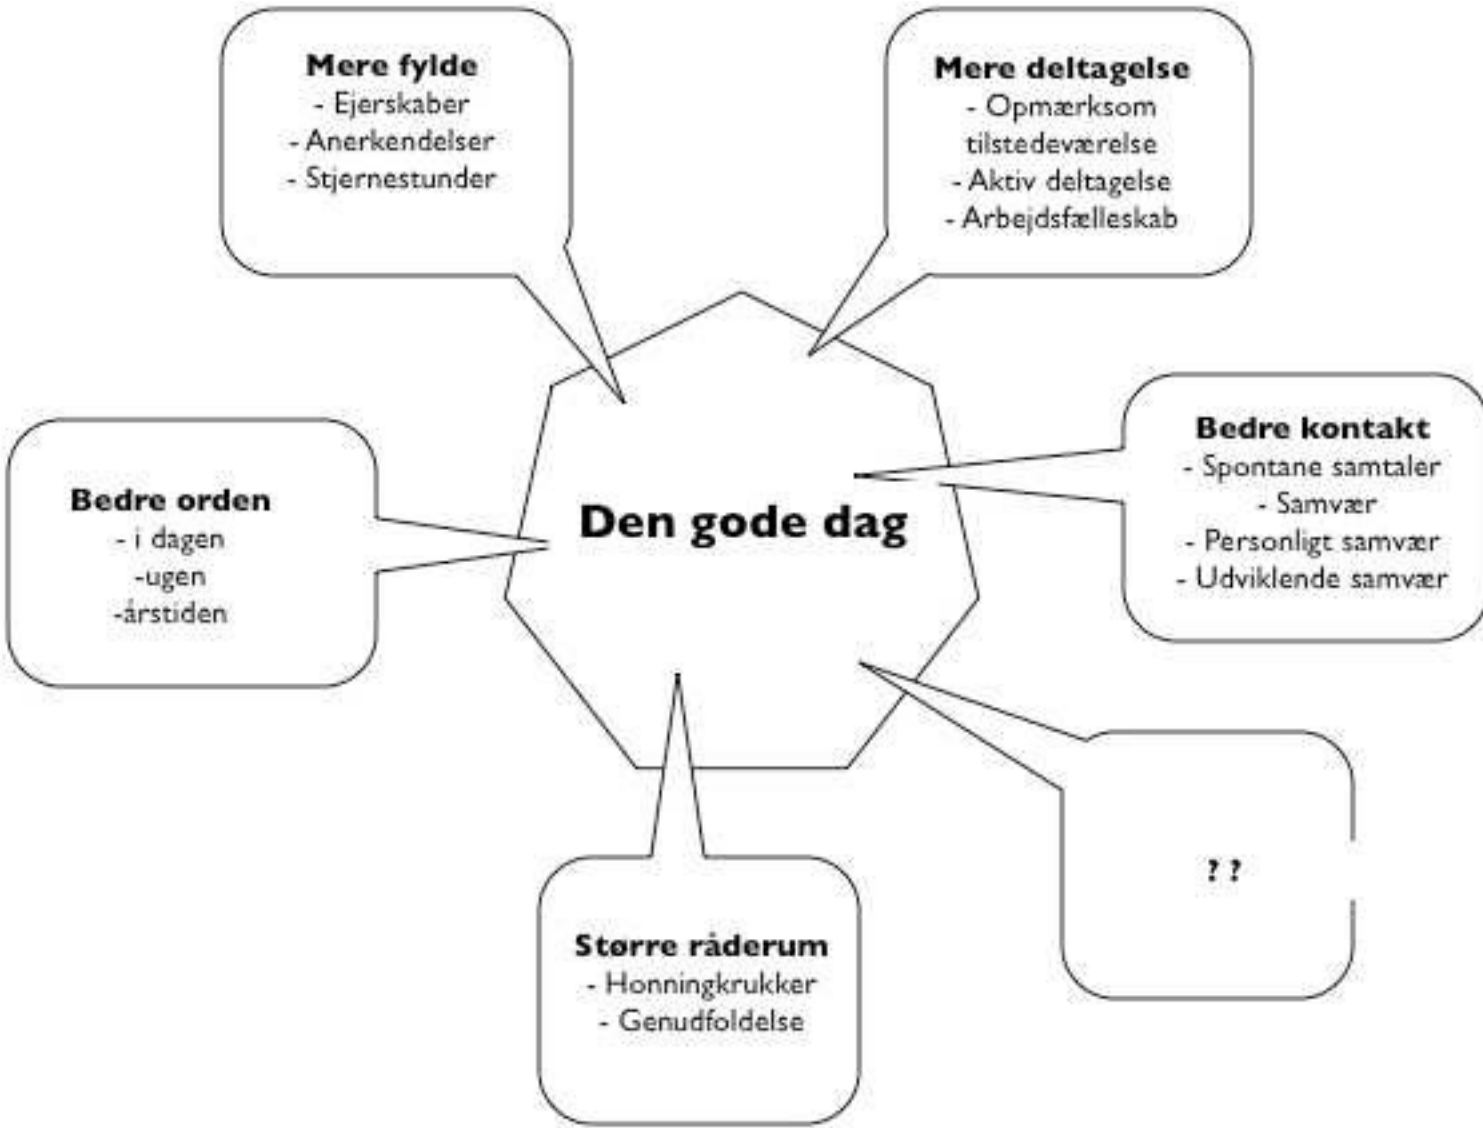 Mere fylde
- Ejerskaber
- Anerkendelser
- Stjernestunder
Mere deltagelse
- Opmærksom
tilstedeværelse
- Aktiv deltagelse
- Arbejdsfælleskab
Bedre kontakt
- Spontane samtaler
- Samvær
- Personligt samvær
- Udviklende samvær
Bedre orden
- i dagen
-ugen
-årstiden
Den gode dag
? ?
Større råderum
- Honningkrukker
- Genudfoldelse